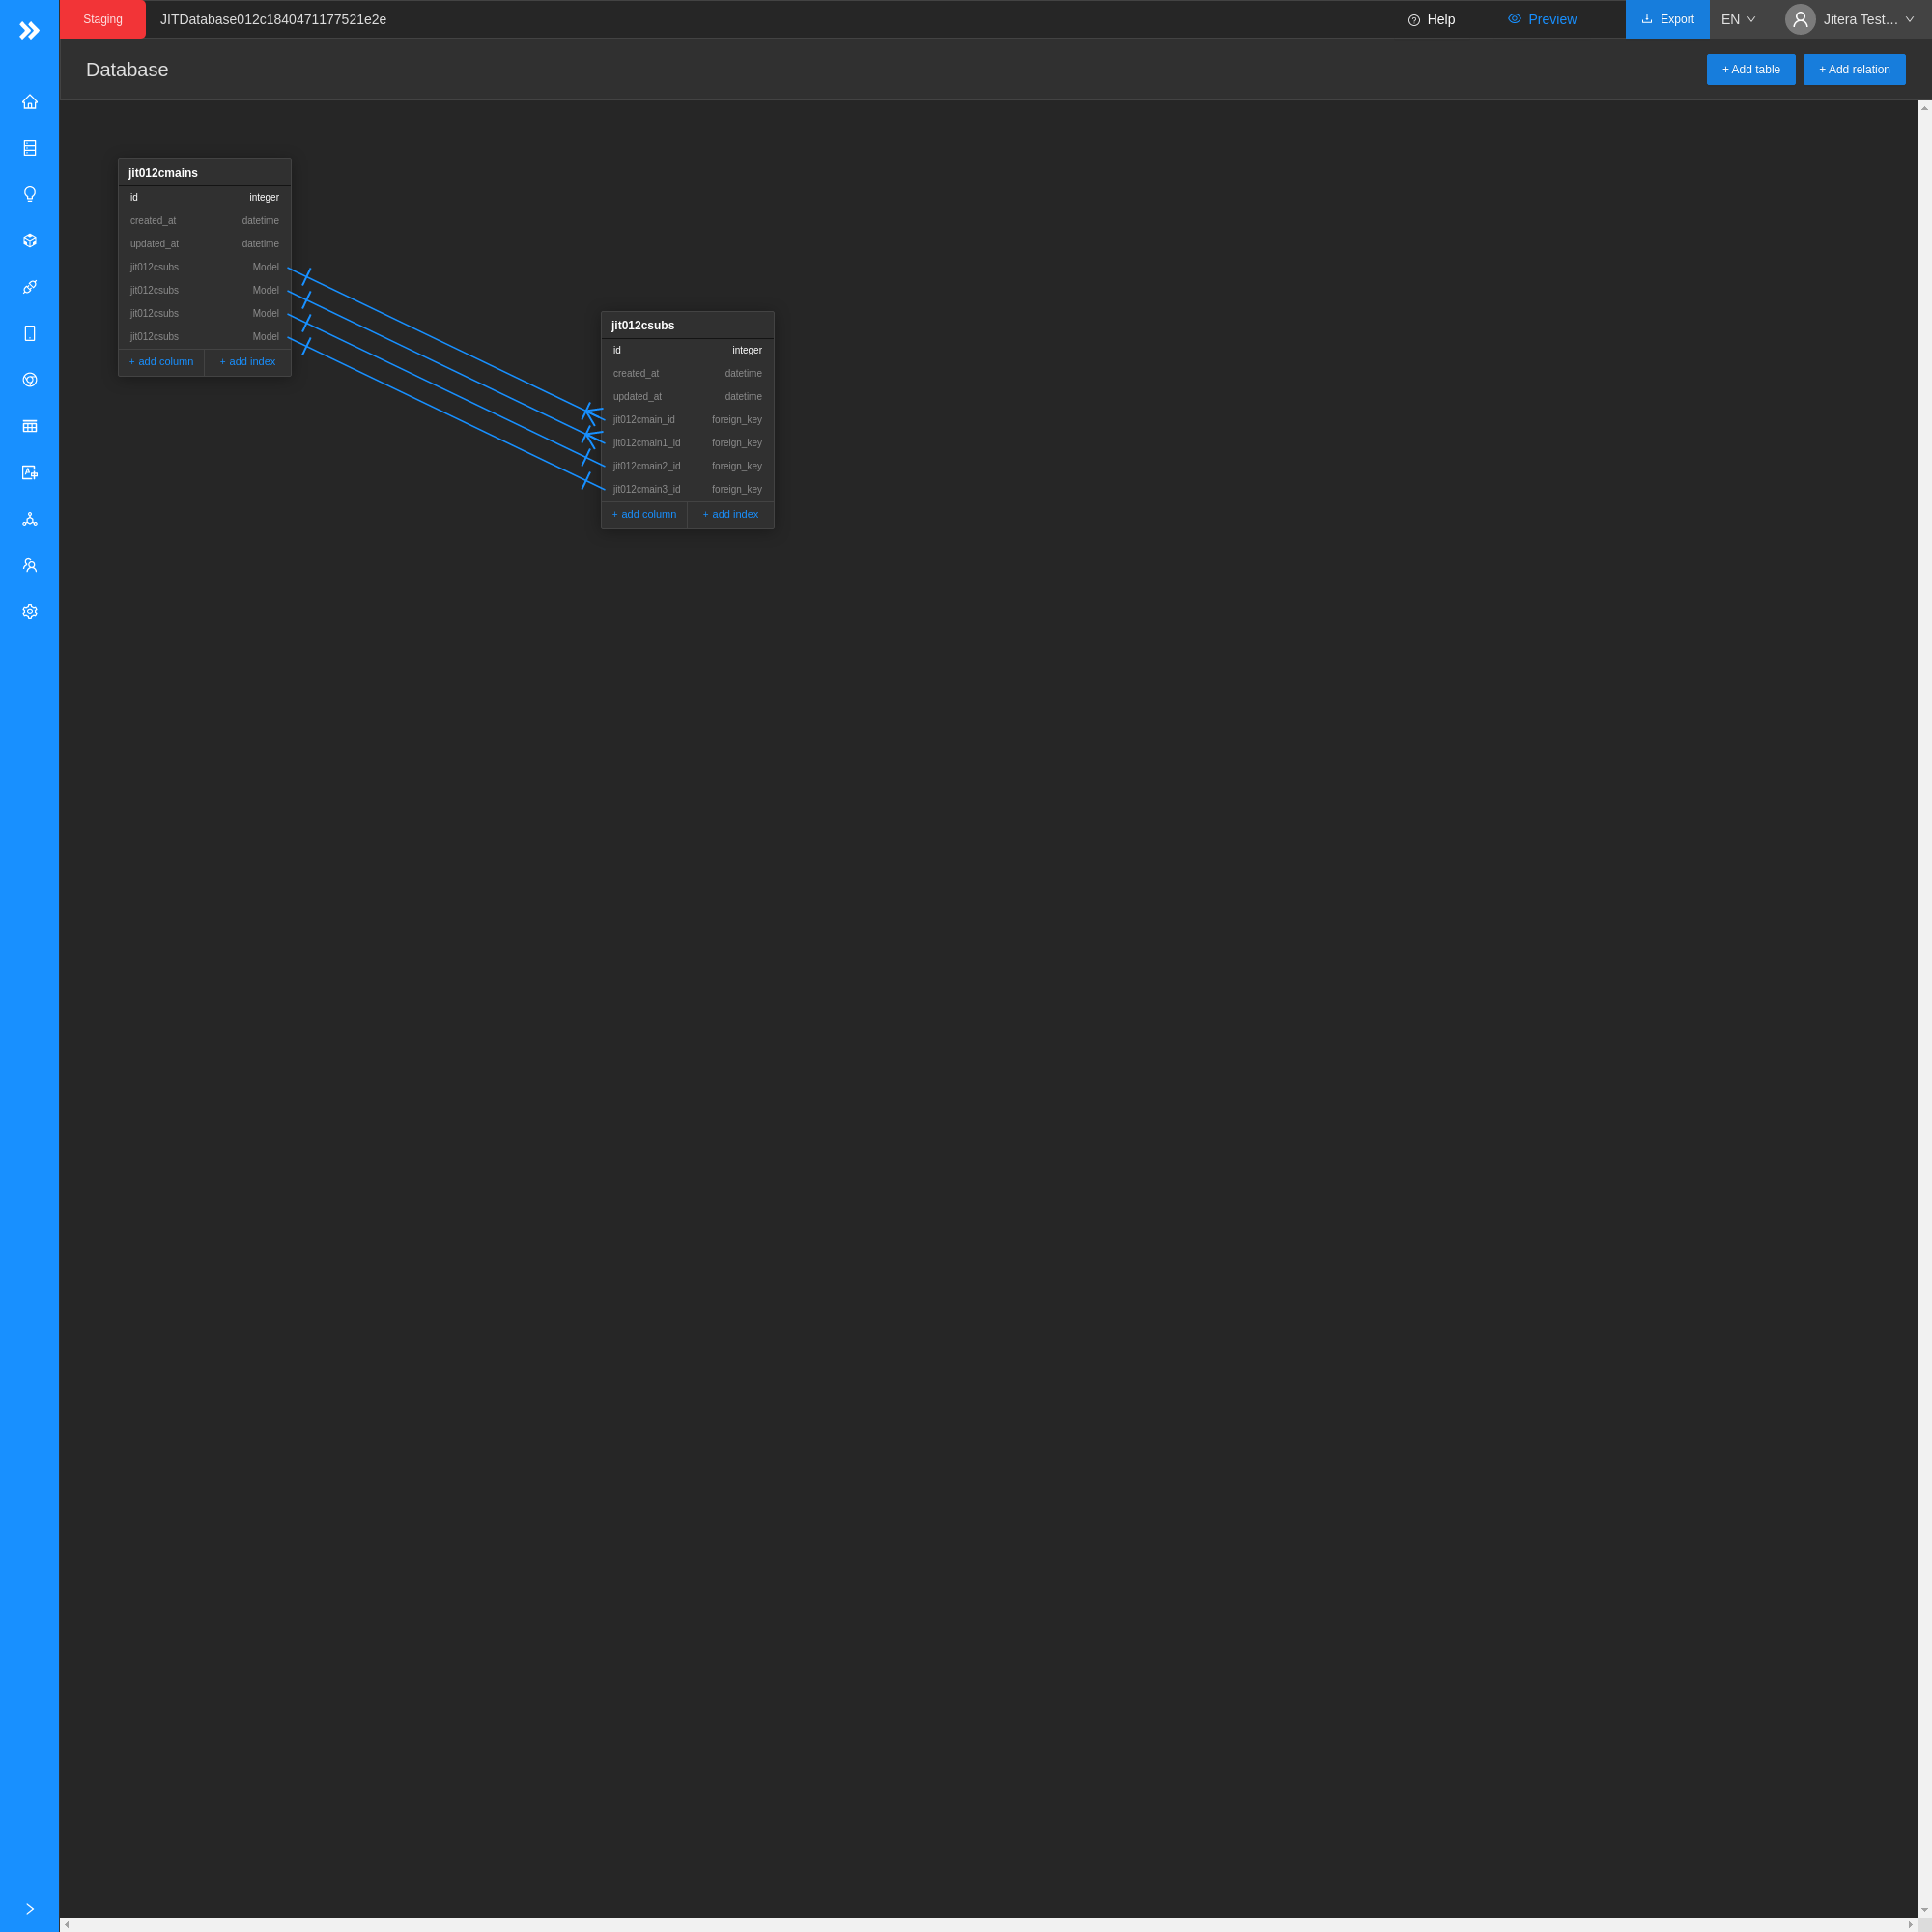 Staging JITDatabase012c1840471177521e2e Help Preview Export EN Jitera Test…
Database + Add table + Add relation
jit012cmains
id integer
created_at datetime
updated_at datetime
jit012csubs Model
jit012csubs Model
jit012csubs Model
jit012csubs Model
+ add column + add index
jit012csubs
id integer
created_at datetime
updated_at datetime
jit012cmain_id foreign_key
jit012cmain1_id foreign_key
jit012cmain2_id foreign_key
jit012cmain3_id foreign_key
+ add column + add index